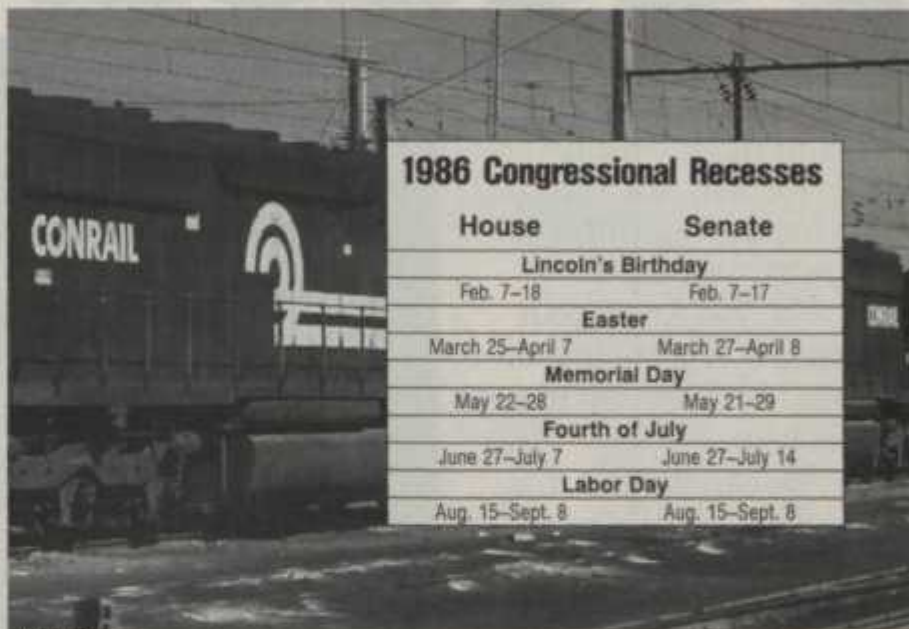 CONRAIL
1986 Congressional Recesses
House Senate
Lincoln's Birthday
Feb. 7–18 Feb. 7–17
Easter
March 25–April 7 March 27–April 8
Memorial Day
May 22–28 May 21–29
Fourth of July
June 27–July 7 June 27–July 14
Labor Day
Aug. 15–Sept. 8 Aug. 15–Sept. 8